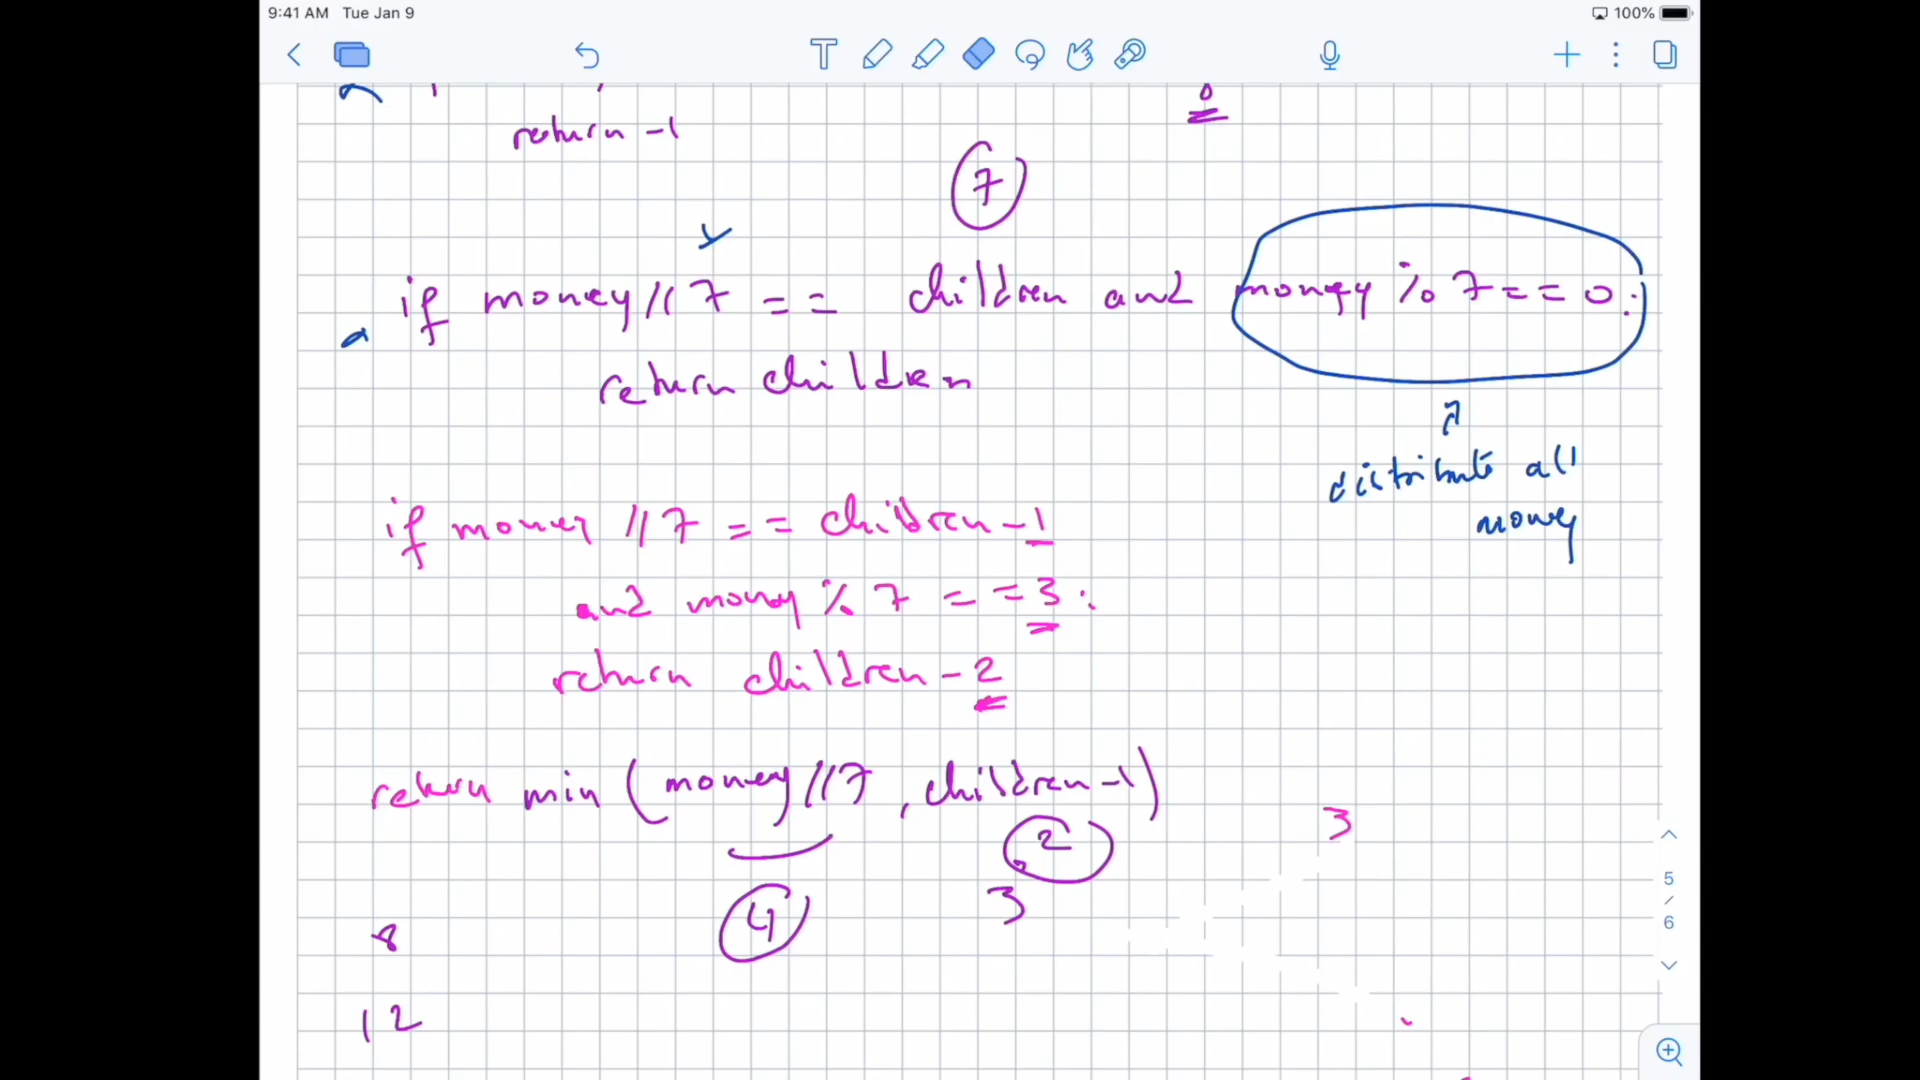 9:41 AM Tue Jan 9
100%
0
return -1
7
if money//7 == children and money % 7 == 0:
return children
distribute all
money
if money //7 == children-1
and money % 7 == 3:
return children-2
return min (money//7, children-1)
3
2
4
3
8
12
5
/
6